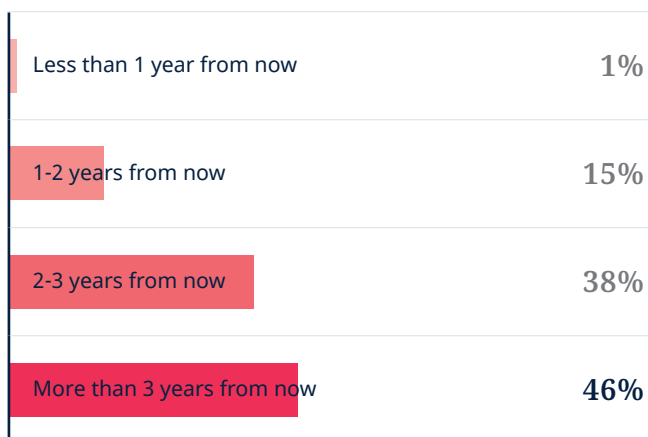 Less than 1 year from now 1%
1-2 years from now 15%
2-3 years from now 38%
More than 3 years from now 46%